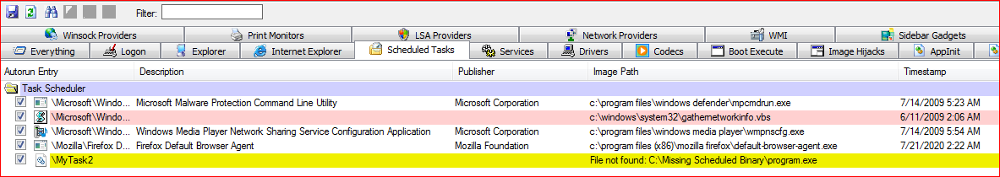 Filter:
Winsock Providers Print Monitors LSA Providers Network Providers WMI Sidebar Gadgets
Everything Logon Explorer Internet Explorer Scheduled Tasks Services Drivers Codecs Boot Execute Image Hijacks AppInit
Autorun Entry Description Publisher Image Path Timestamp
Task Scheduler
\Microsoft\Windo... Microsoft Malware Protection Command Line Utility Microsoft Corporation c:\program files\windows defender\mpcmdrun.exe 7/14/2009 5:23 AM
\Microsoft\Windo... c:\windows\system32\gathernetworkinfo.vbs 6/11/2009 2:06 AM
\Microsoft\Windo... Windows Media Player Network Sharing Service Configuration Application Microsoft Corporation c:\program files\windows media player\wmpnscfg.exe 7/14/2009 5:54 AM
\Mozilla\Firefox D... Firefox Default Browser Agent Mozilla Foundation c:\program files (x86)\mozilla firefox\default-browser-agent.exe 7/21/2020 2:22 AM
\MyTask2 File not found: C:\Missing Scheduled Binary\program.exe